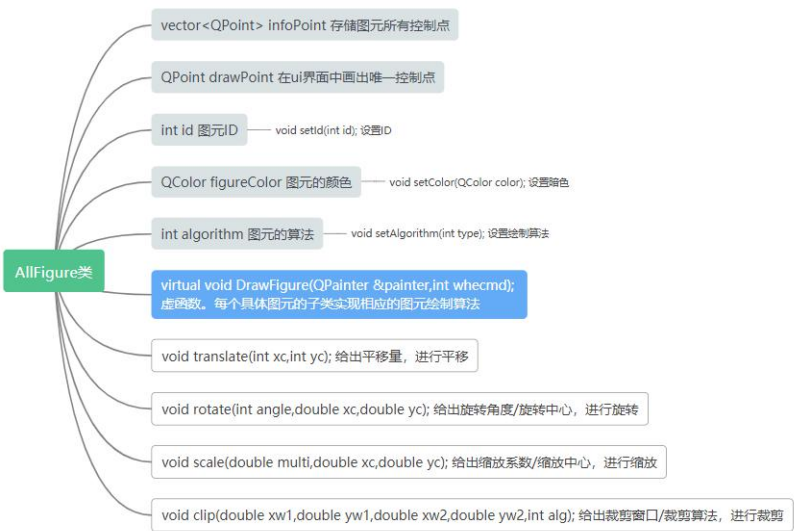 vector<QPoint> infoPoint 存储图元所有控制点
QPoint drawPoint 在ui界面中画出唯一控制点
int id 图元ID
void setId(int id); 设置ID
QColor figureColor 图元的颜色
void setColor(QColor color); 设置暗色
int algorithm 图元的算法
void setAlgorithm(int type); 设置绘制算法
AllFigure类
virtual void DrawFigure(QPainter &painter,int whecmd);
虚函数。每个具体图元的子类实现相应的图元绘制算法
void translate(int xc,int yc); 给出平移量，进行平移
void rotate(int angle,double xc,double yc); 给出旋转角度/旋转中心，进行旋转
void scale(double multi,double xc,double yc); 给出缩放系数/缩放中心，进行缩放
void clip(double xw1,double yw1,double xw2,double yw2,int alg); 给出裁剪窗口/裁剪算法，进行裁剪